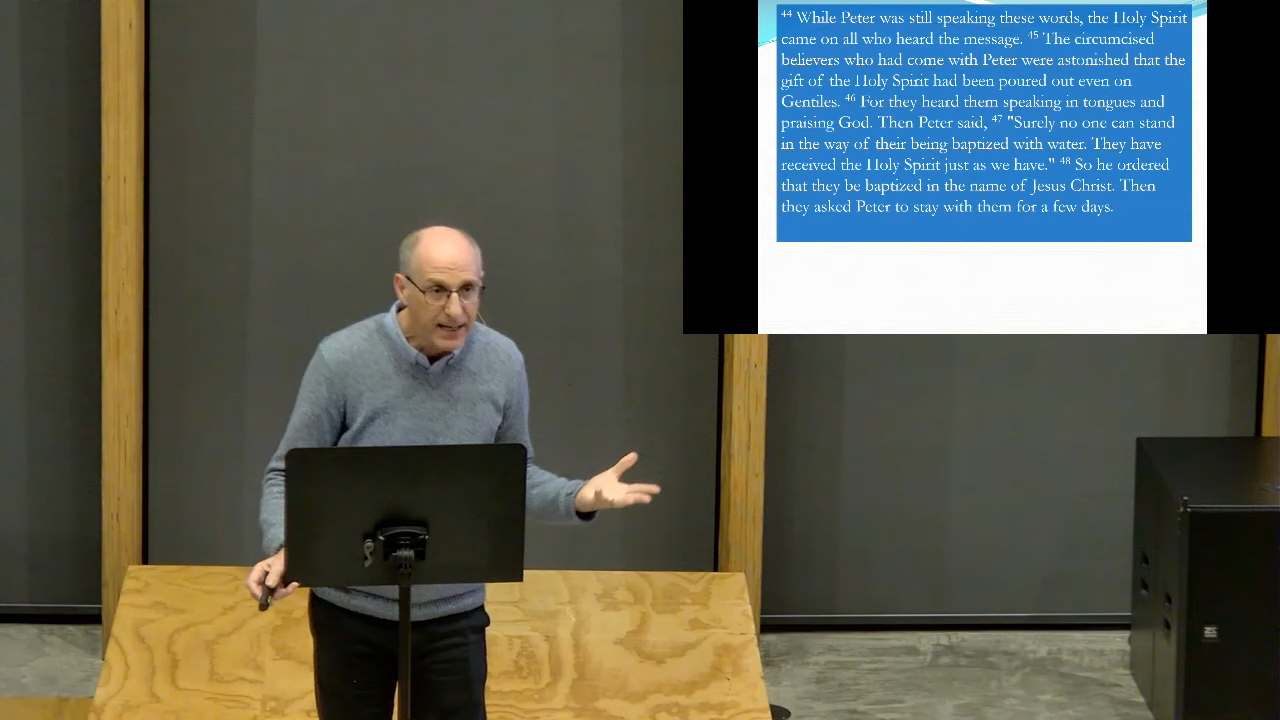 44 While Peter was still speaking these words, the Holy Spirit
came on all who heard the message. 45 The circumcised
believers who had come with Peter were astonished that the
gift of the Holy Spirit had been poured out even on
Gentiles. 46 For they heard them speaking in tongues and
praising God. Then Peter said, 47 "Surely no one can stand
in the way of their being baptized with water. They have
received the Holy Spirit just as we have." 48 So he ordered
that they be baptized in the name of Jesus Christ. Then
they asked Peter to stay with them for a few days.